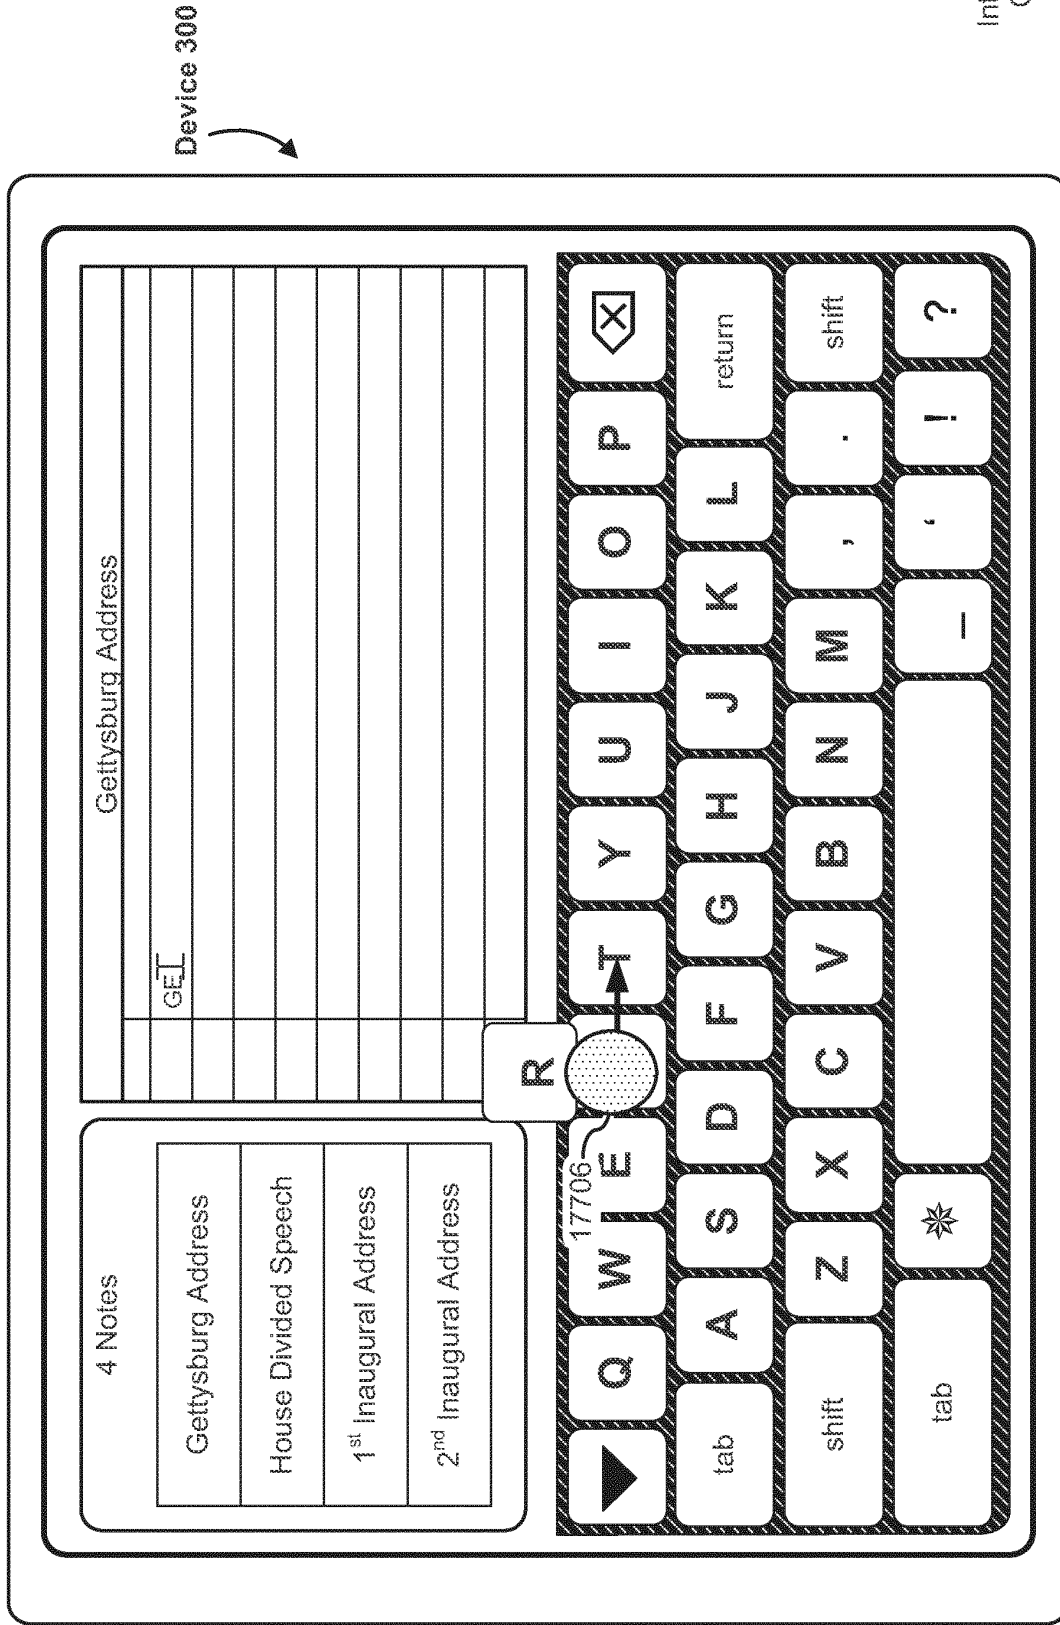 Device 300
4 Notes
Gettysburg Address
House Divided Speech
1st Inaugural Address
2nd Inaugural Address
Gettysburg Address
GE
R
17706
Q W E T Y U I O P
tab A S D F G H J K L return
shift Z X C V B N M , . shift
tab _ ‘ ! ?